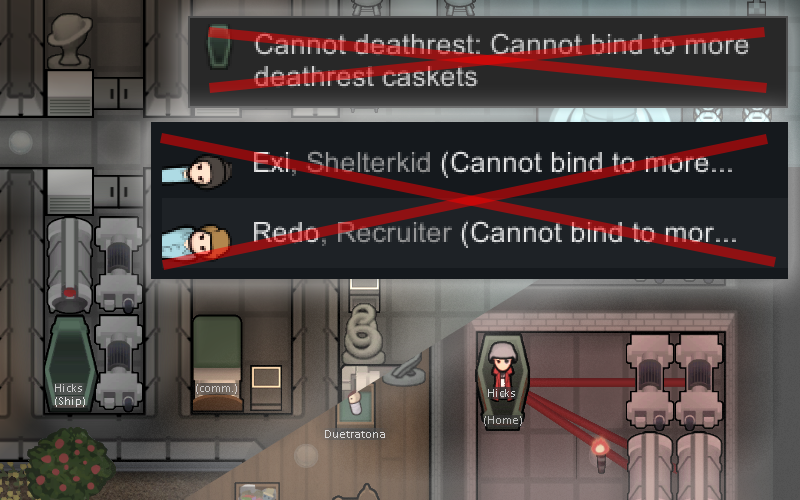 Cannot deathrest: Cannot bind to more
deathrest caskets
Exi, Shelterkid (Cannot bind to more...
Redo, Recruiter (Cannot bind to mor...
Hicks
(Ship)
(comm.)
Duetratona
Hicks
(Home)